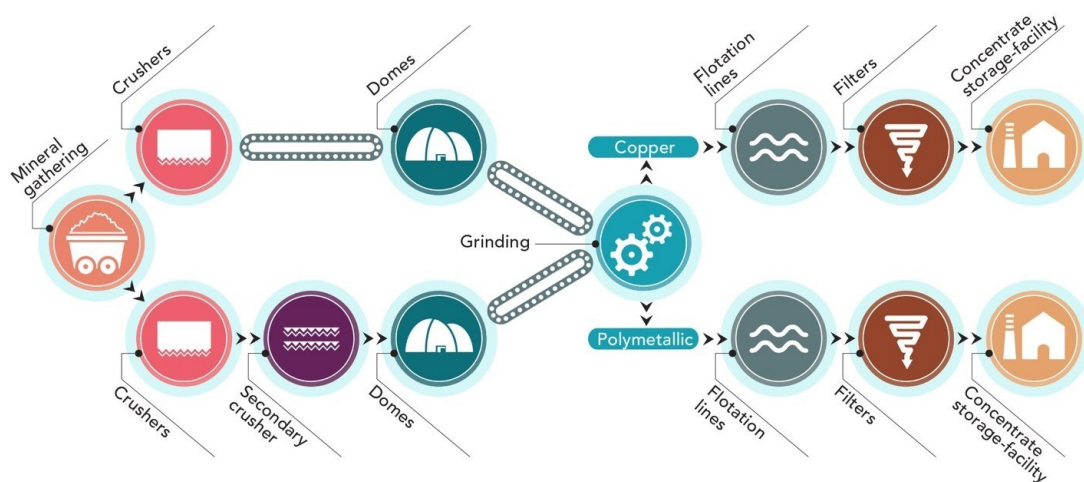 Crushers
Domes
Flotation
lines
Filters
Concentrate
storage-facility
Mineral
gathering
Copper
Grinding
Polymetallic
Crushers
Secondary
crusher
Domes
Flotation
lines
Filters
Concentrate
storage-facility